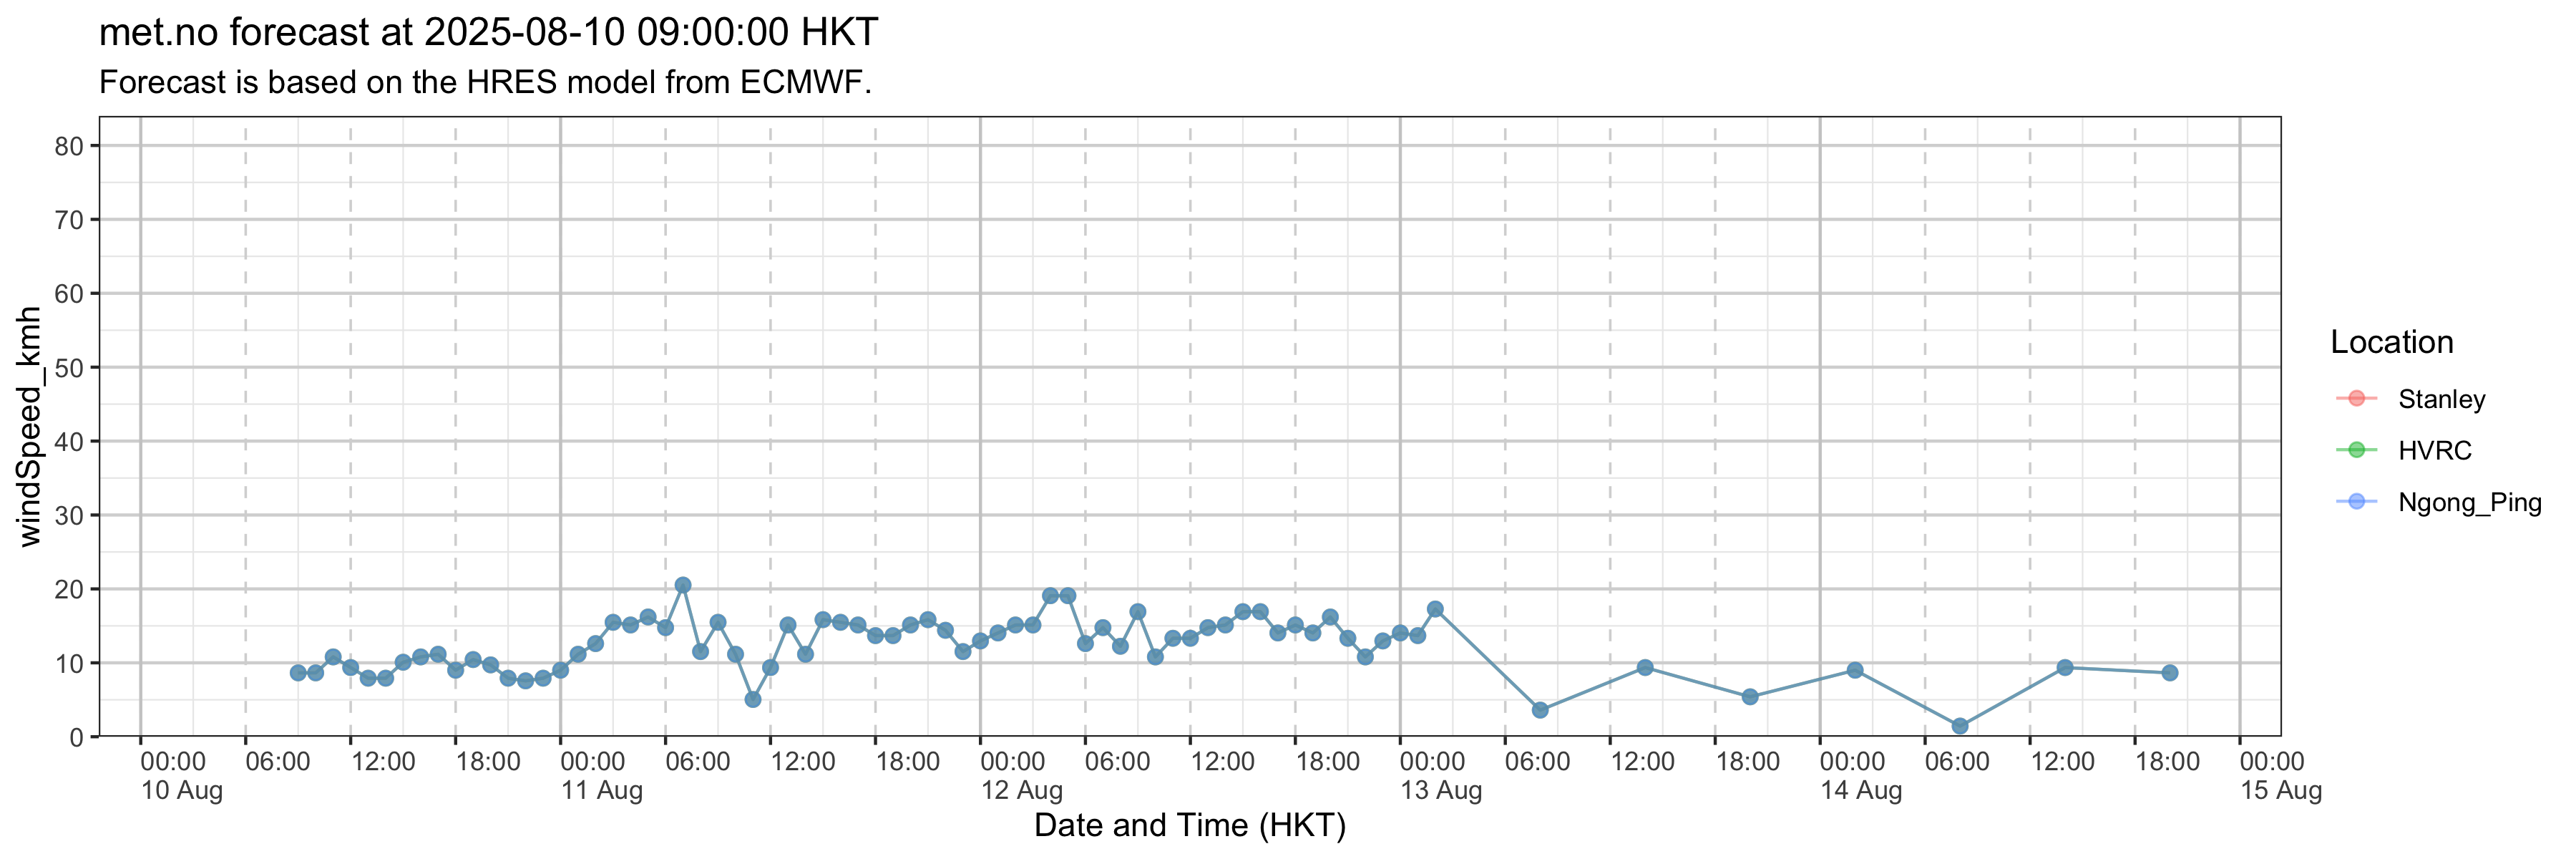 met.no forecast at 2025-08-10 09:00:00 HKT
Forecast is based on the HRES model from ECMWF.
windSpeed_kmh
80
70
60
50
40
30
20
10
0
00:00 06:00 12:00 18:00 00:00 06:00 12:00 18:00 00:00 06:00 12:00 18:00 00:00 06:00 12:00 18:00 00:00 06:00 12:00 18:00 00:00
10 Aug 11 Aug 12 Aug 13 Aug 14 Aug 15 Aug
Date and Time (HKT)
Location
Stanley
HVRC
Ngong_Ping